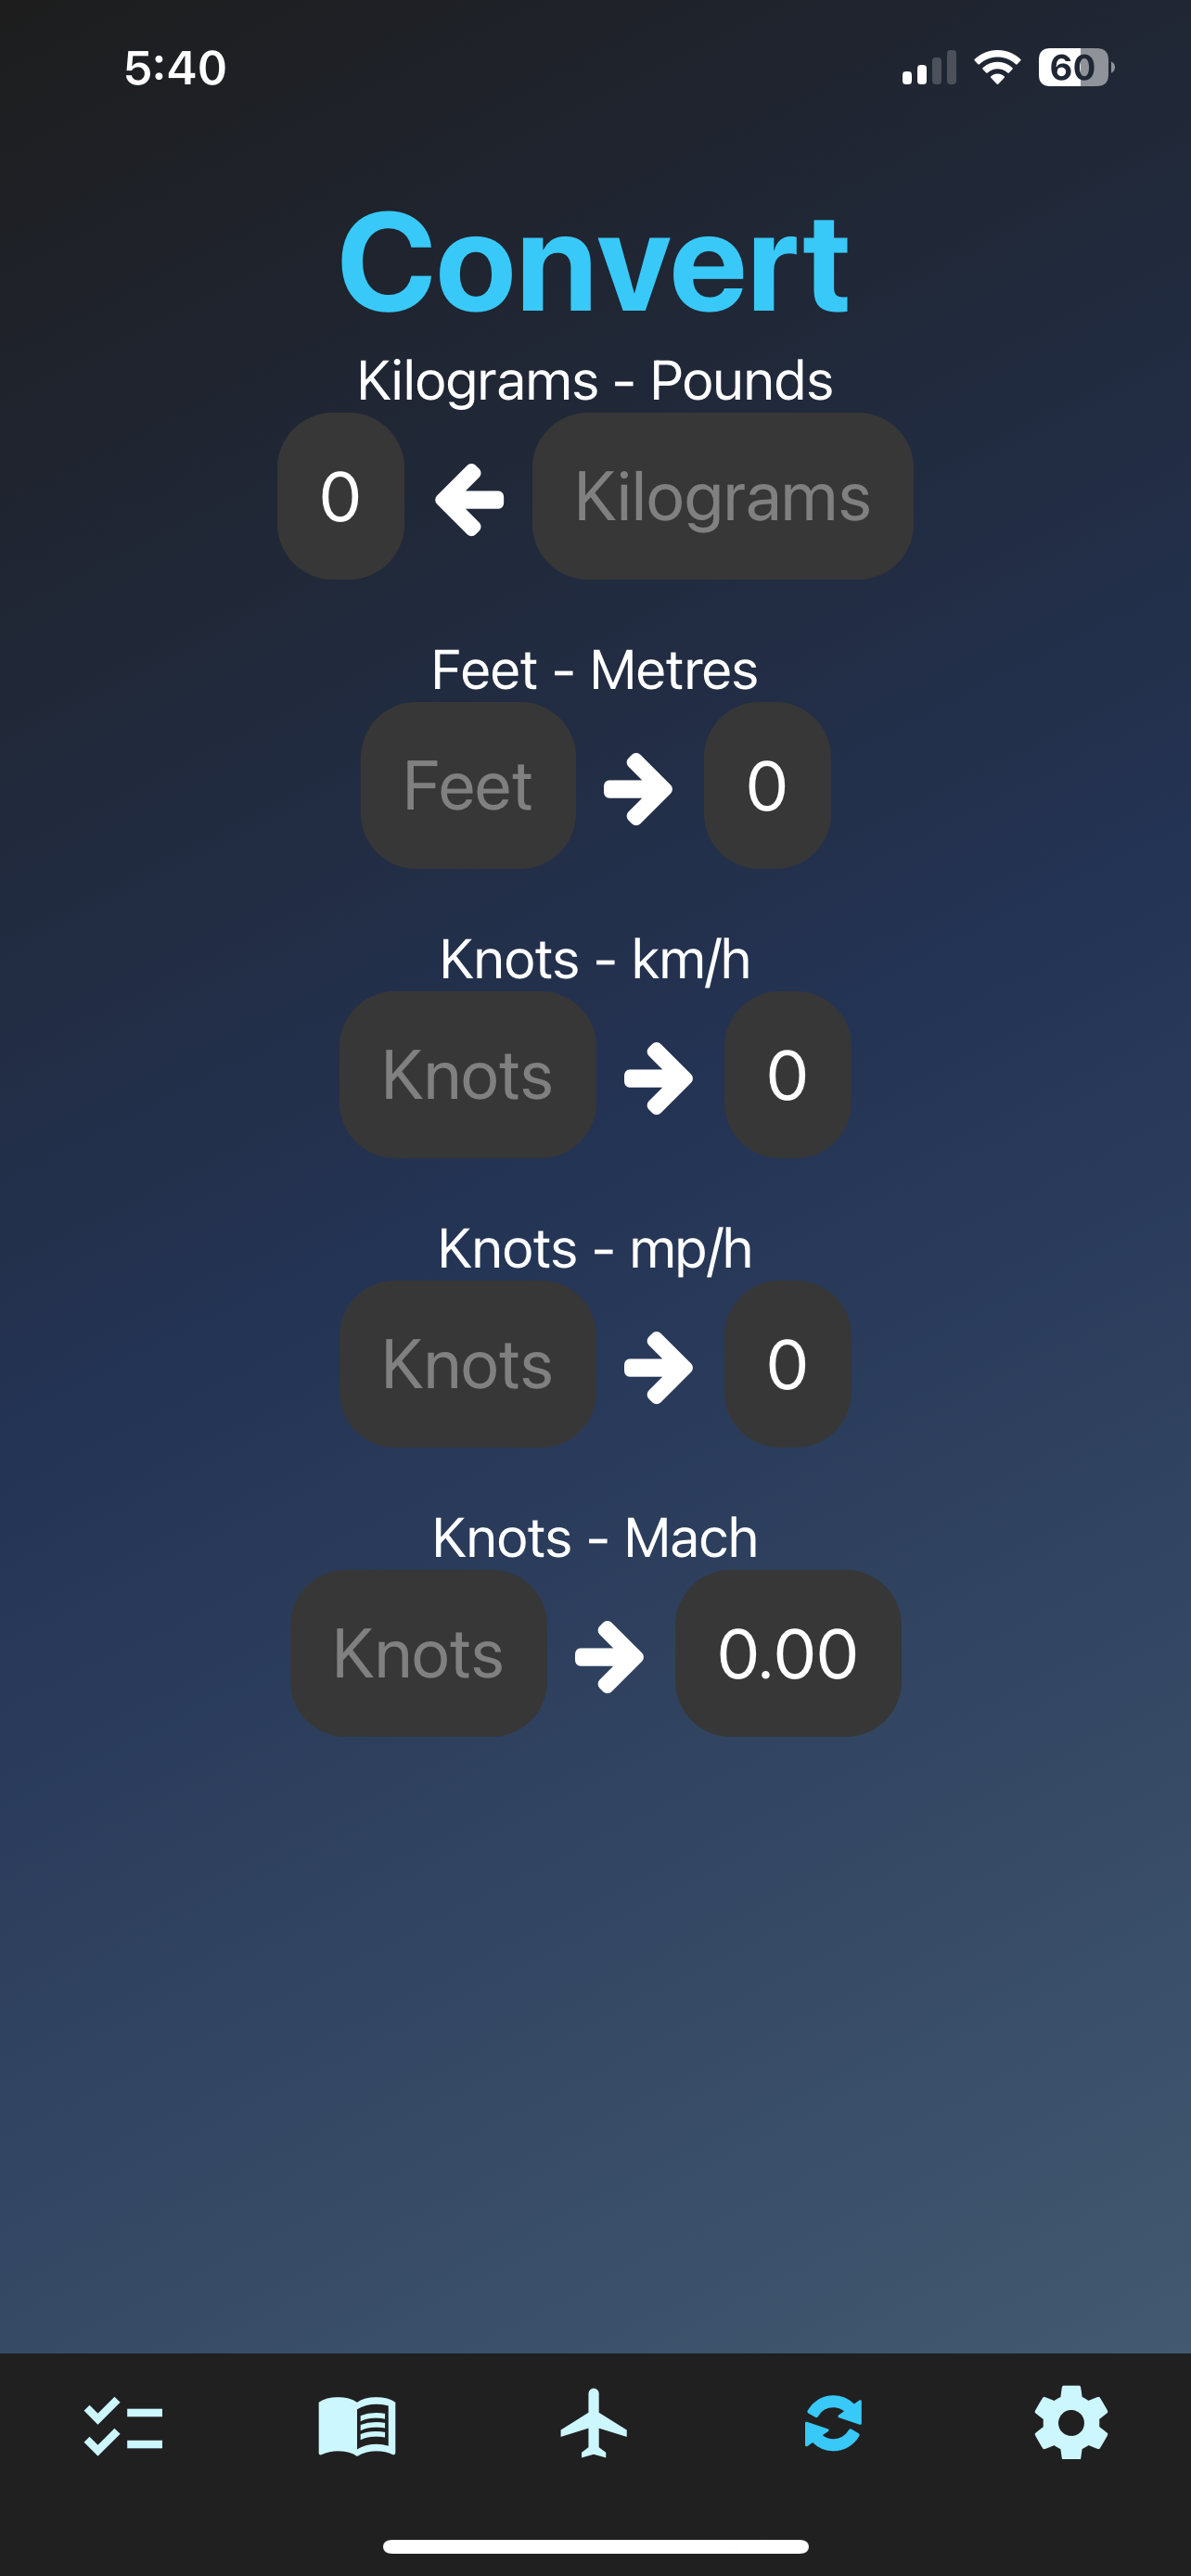 5:40
60
Convert
Kilograms - Pounds
0
Kilograms
Feet - Metres
Feet
0
Knots - km/h
Knots
0
Knots - mp/h
Knots
0
Knots - Mach
Knots
0.00